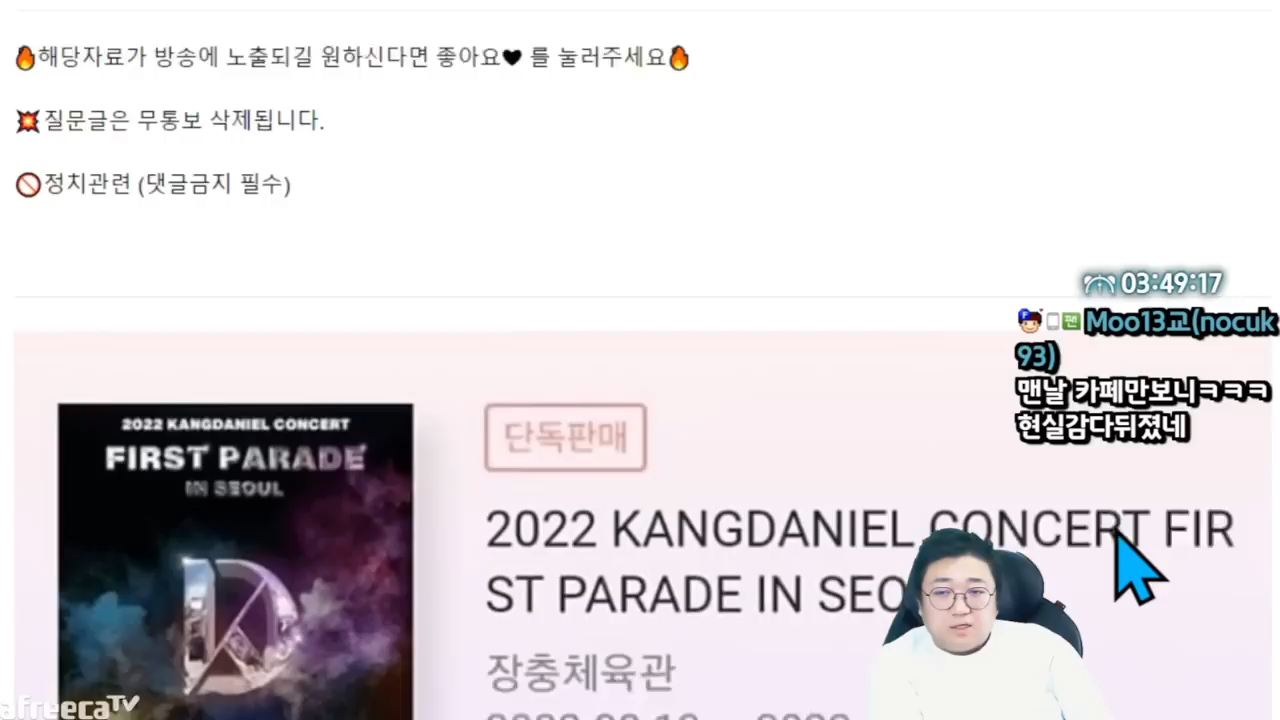 🔥해당자료가 방송에 노출되길 원하신다면 좋아요🖤 를 눌러주세요🔥
💥질문글은 무통보 삭제됩니다.
🚫정치관련 (댓글금지 필수)
03:49:17
Moo13교(nocuk
93)
맨날 카페만보니ㅋㅋㅋ
현실감다뒤졌네
2022 KANGDANIEL CONCERT
FIRST PARADE
IN SEOUL
단독판매
2022 KANGDANIEL CONCERT FIR
ST PARADE IN SEO
장충체육관
afreecaTV